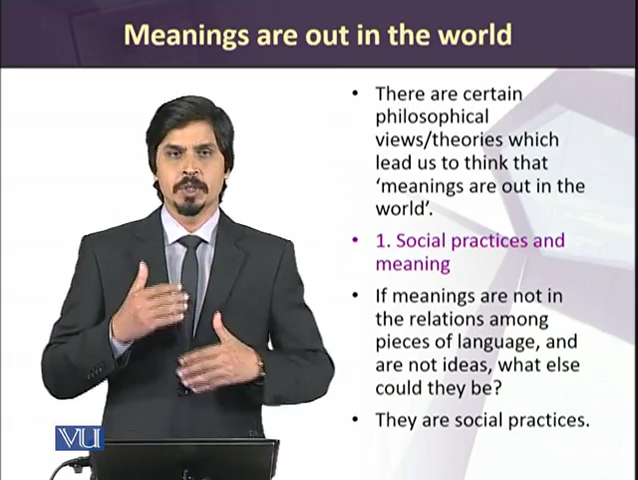 Meanings are out in the world
• There are certain
philosophical
views/theories which
lead us to think that
'meanings are out in the
world'.
• 1. Social practices and
meaning
• If meanings are not in
the relations among
pieces of language, and
are not ideas, what else
could they be?
• They are social practices.
VU